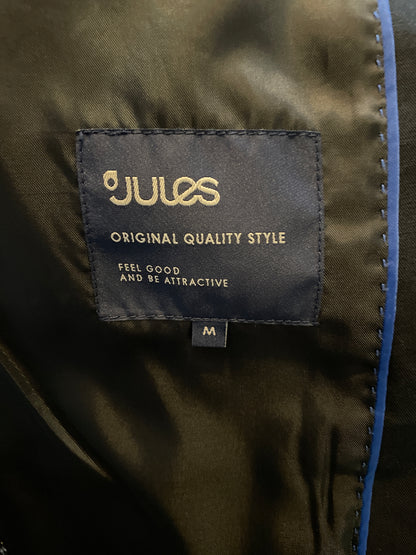 JULES
ORIGINAL QUALITY STYLE
FEEL GOOD
AND BE ATTRACTIVE
M